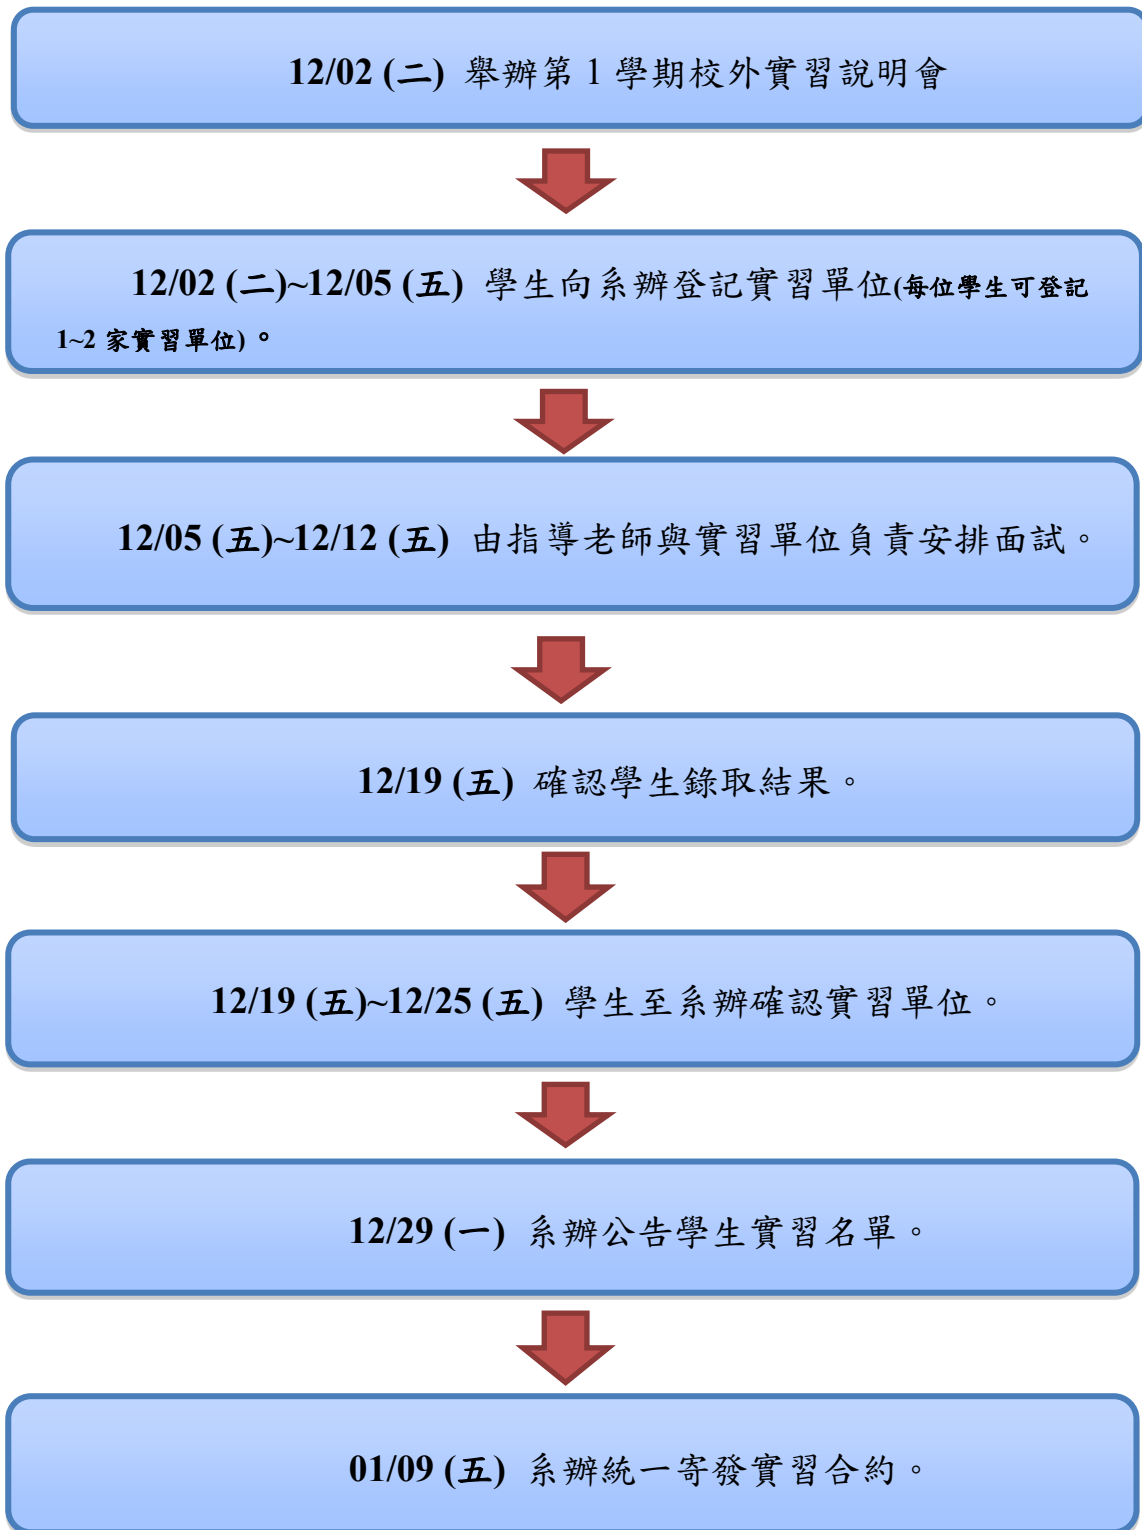 12/02 (二) 舉辦第 1 學期校外實習說明會
12/02 (二)~12/05 (五) 學生向系辦登記實習單位(每位學生可登記
1~2 家實習單位)。
12/05 (五)~12/12 (五) 由指導老師與實習單位負責安排面試。
12/19 (五) 確認學生錄取結果。
12/19 (五)~12/25 (五) 學生至系辦確認實習單位。
12/29 (一) 系辦公告學生實習名單。
01/09 (五) 系辦統一寄發實習合約。